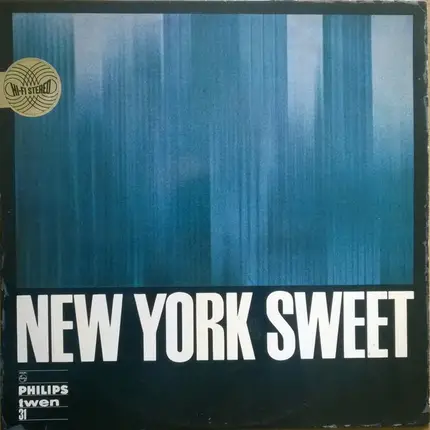 HI-FI STEREO
NEW YORK SWEET
PHILIPS
twen
31